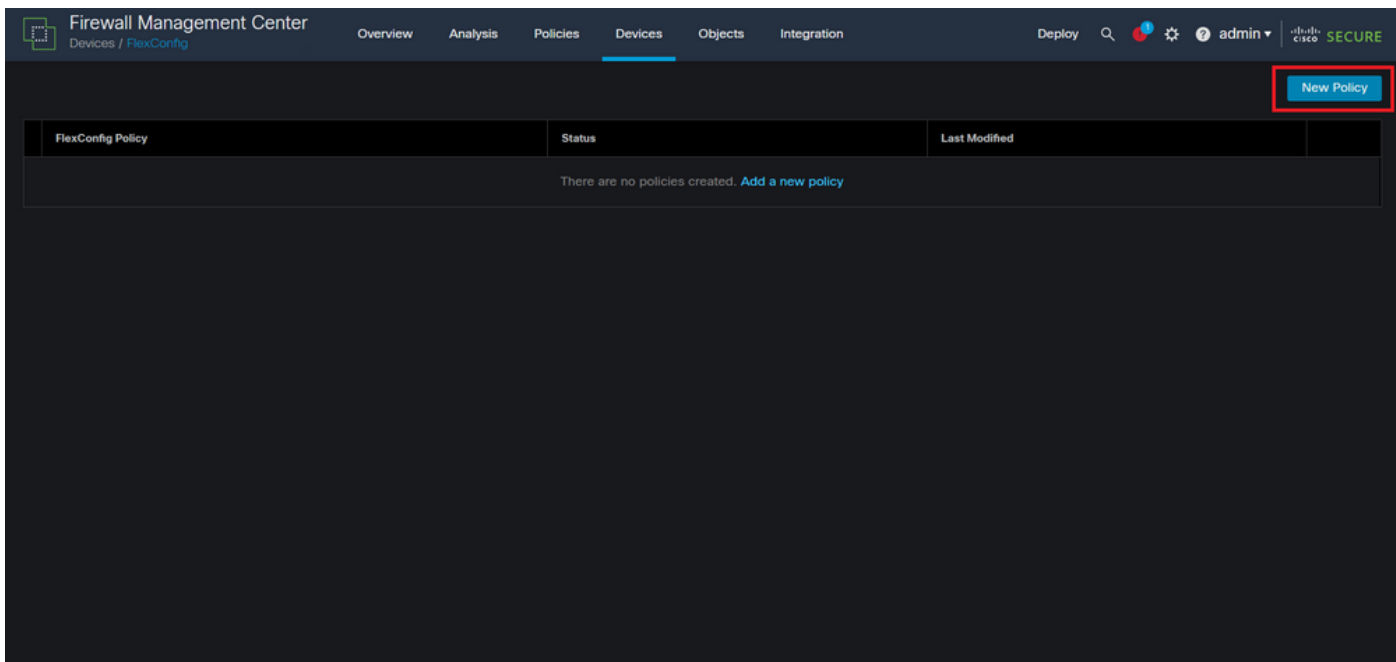 Firewall Management Center
Devices / FlexConfig
Overview Analysis Policies Devices Objects Integration Deploy 1 ? admin cisco SECURE
New Policy
FlexConfig Policy Status Last Modified
There are no policies created. Add a new policy